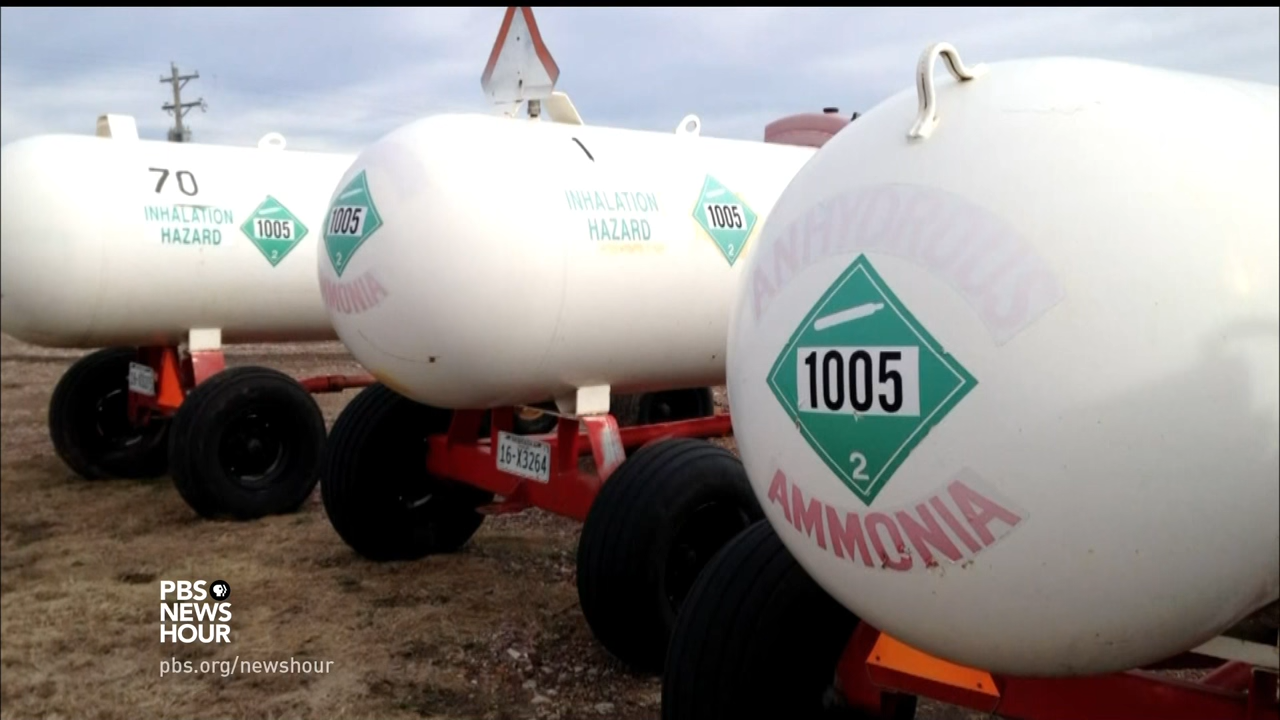 70
INHALATION
HAZARD
1005
2
1005
2
AMMONIA
INHALATION
HAZARD
1005
2
16-X3264
ANHYDROUS
1005
2
AMMONIA
PBS
NEWS
HOUR
pbs.org/newshour